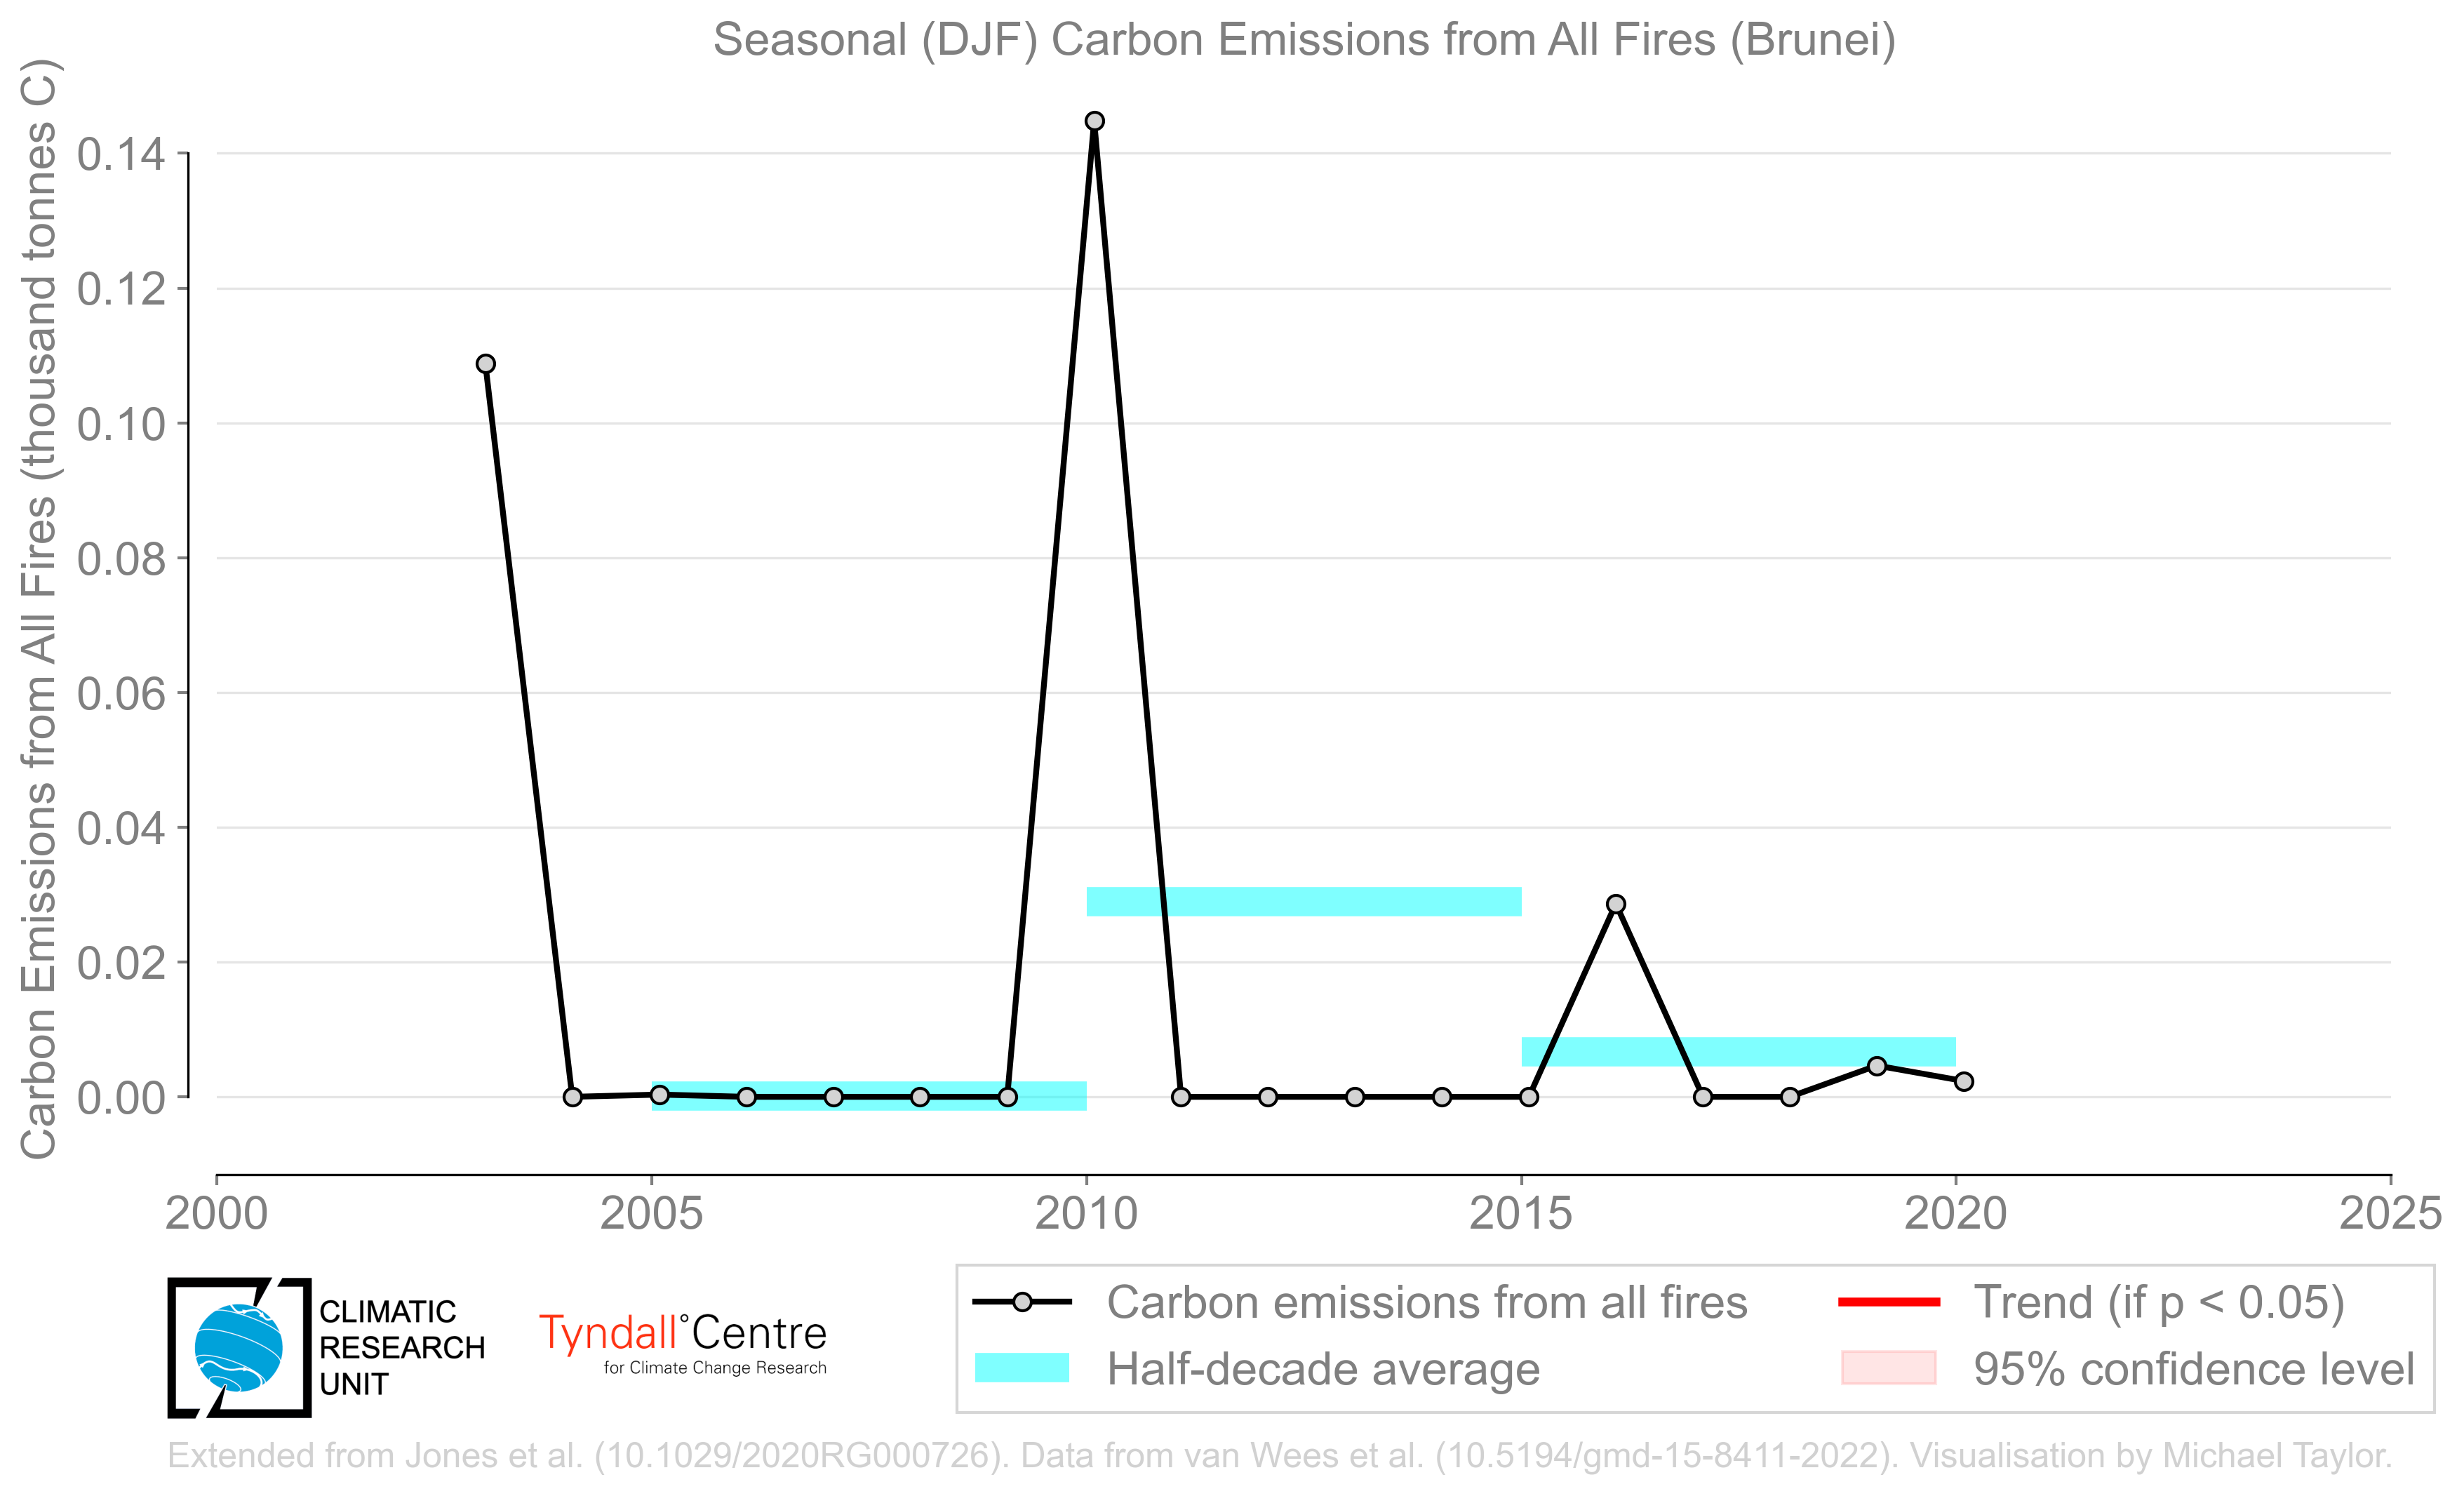 Seasonal (DJF) Carbon Emissions from All Fires (Brunei)
Carbon Emissions from All Fires (thousand tonnes C)
0.14
0.12
0.10
0.08
0.06
0.04
0.02
0.00
2000
2005
2010
2015
2020
2025
CLIMATIC
RESEARCH
UNIT
Tyndall°Centre
for Climate Change Research
Carbon emissions from all fires
Half-decade average
Trend (if p < 0.05)
95% confidence level
Extended from Jones et al. (10.1029/2020RG000726). Data from van Wees et al. (10.5194/gmd-15-8411-2022). Visualisation by Michael Taylor.